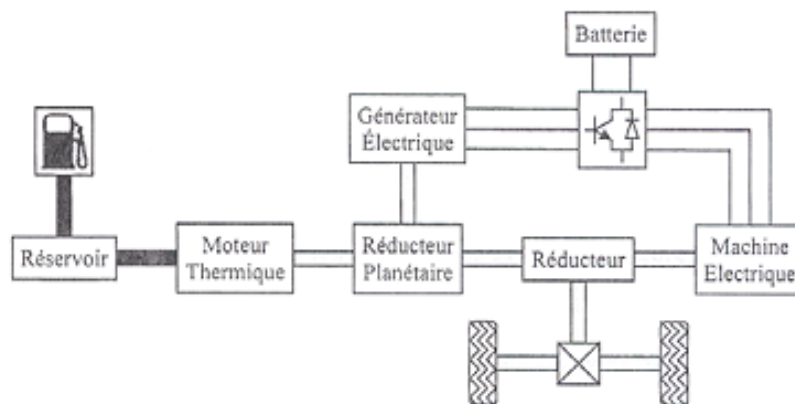 Batterie
Générateur
Électrique
Réservoir
Moteur
Thermique
Réducteur
Planétaire
Réducteur
Machine
Electrique